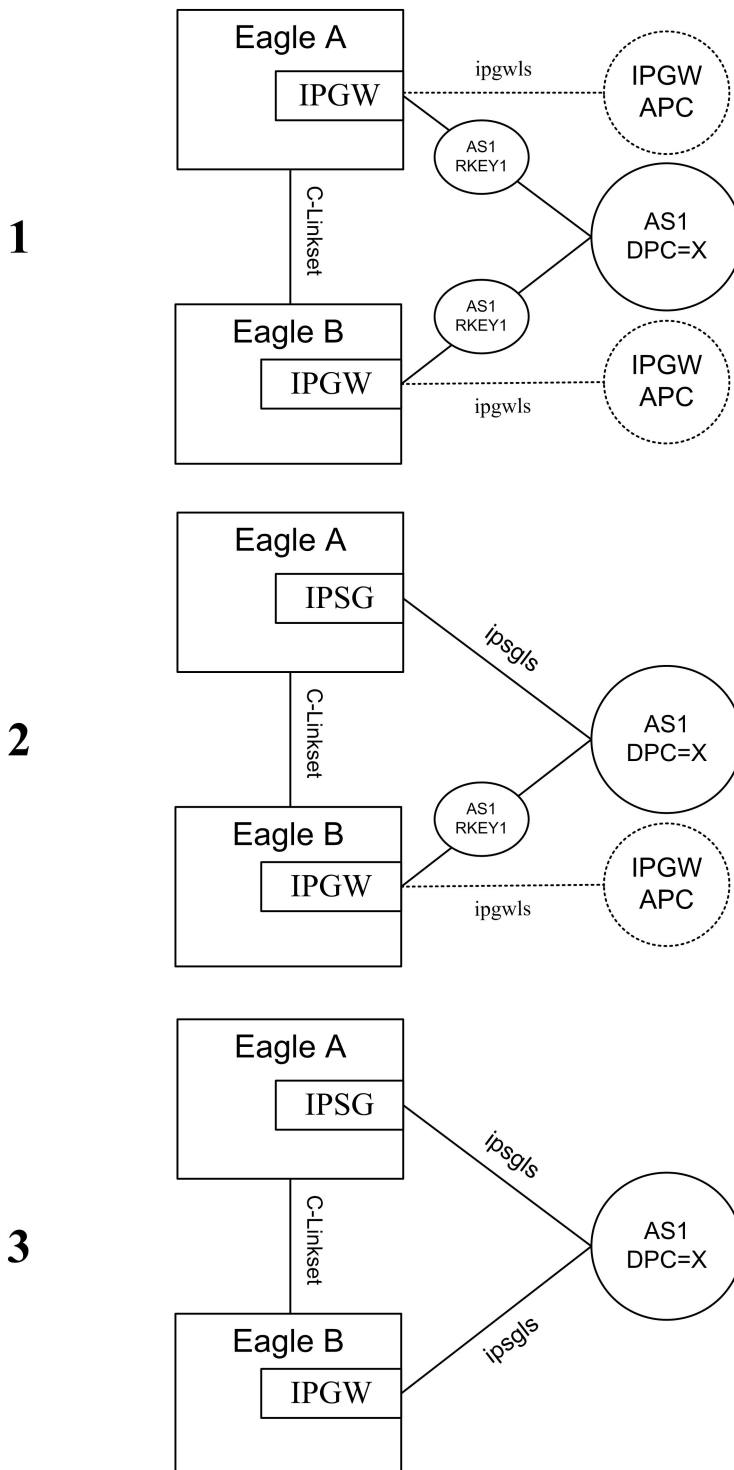 1
Eagle A
IPGW
ipgwls
IPGW
APC
AS1
RKEY1
C-Linkset
AS1
DPC=X
AS1
RKEY1
Eagle B
IPGW
ipgwls
IPGW
APC
2
Eagle A
IPSG
ipsgls
C-Linkset
AS1
DPC=X
AS1
RKEY1
Eagle B
IPGW
ipgwls
IPGW
APC
3
Eagle A
IPSG
ipsgls
C-Linkset
AS1
DPC=X
Eagle B
IPGW
ipsgls